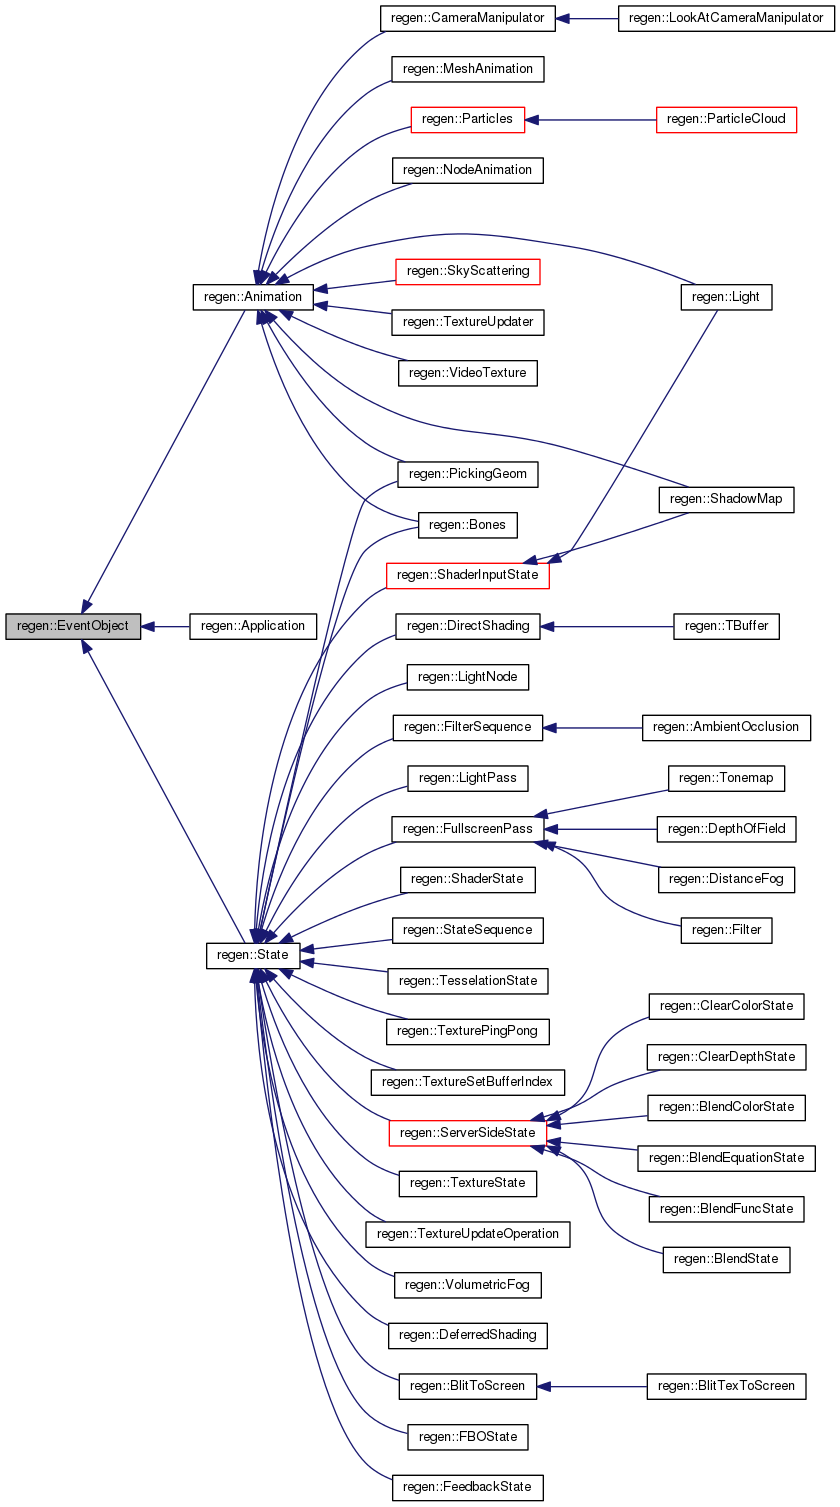 regen::CameraManipulator
regen::LookAtCameraManipulator
regen::MeshAnimation
regen::Particles
regen::ParticleCloud
regen::NodeAnimation
regen::SkyScattering
regen::Animation
regen::Light
regen::TextureUpdater
regen::VideoTexture
regen::PickingGeom
regen::ShadowMap
regen::Bones
regen::ShaderInputState
regen::EventObject
regen::Application
regen::DirectShading
regen::TBuffer
regen::LightNode
regen::FilterSequence
regen::AmbientOcclusion
regen::LightPass
regen::Tonemap
regen::FullscreenPass
regen::DepthOfField
regen::ShaderState
regen::DistanceFog
regen::StateSequence
regen::Filter
regen::State
regen::TesselationState
regen::ClearColorState
regen::TexturePingPong
regen::ClearDepthState
regen::TextureSetBufferIndex
regen::BlendColorState
regen::ServerSideState
regen::BlendEquationState
regen::TextureState
regen::BlendFuncState
regen::TextureUpdateOperation
regen::BlendState
regen::VolumetricFog
regen::DeferredShading
regen::BlitToScreen
regen::BlitTexToScreen
regen::FBOState
regen::FeedbackState